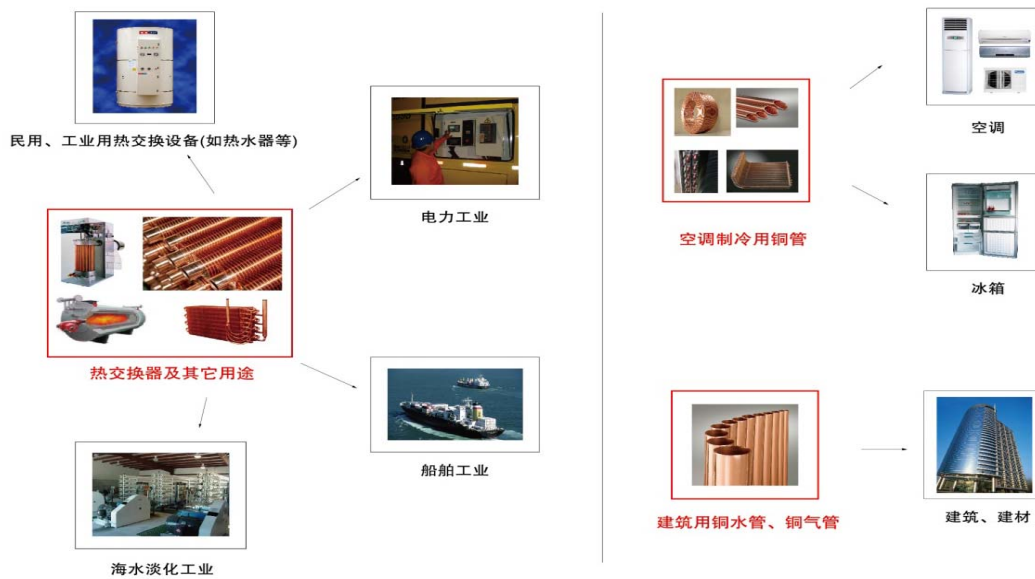 民用、工业用热交换设备(如热水器等)
电力工业
热交换器及其它用途
船舶工业
海水淡化工业
空调制冷用铜管
空调
冰箱
建筑用铜水管、铜气管
建筑、建材